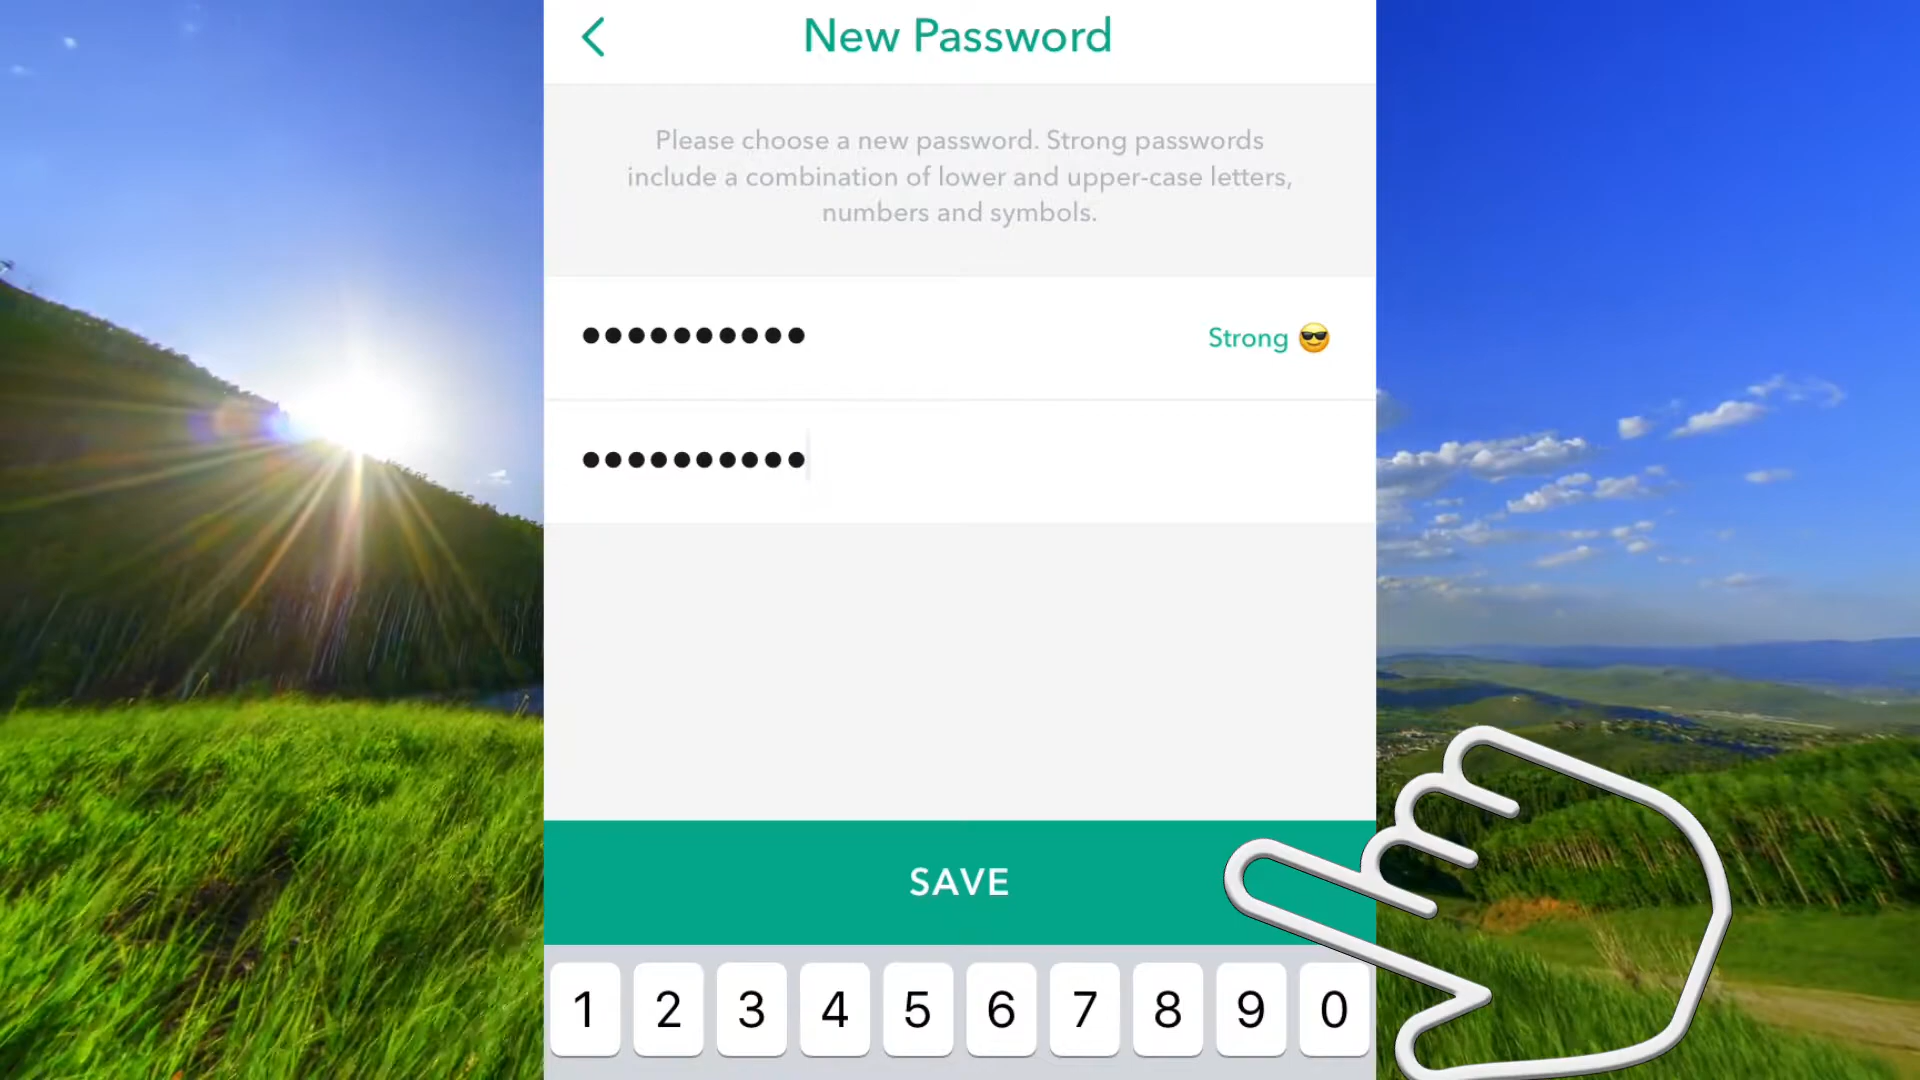 New Password
Please choose a new password. Strong passwords
include a combination of lower and upper-case letters,
numbers and symbols.
●●●●●●●●●● Strong 😎
●●●●●●●●●●
SAVE
1 2 3 4 5 6 7 8 9 0